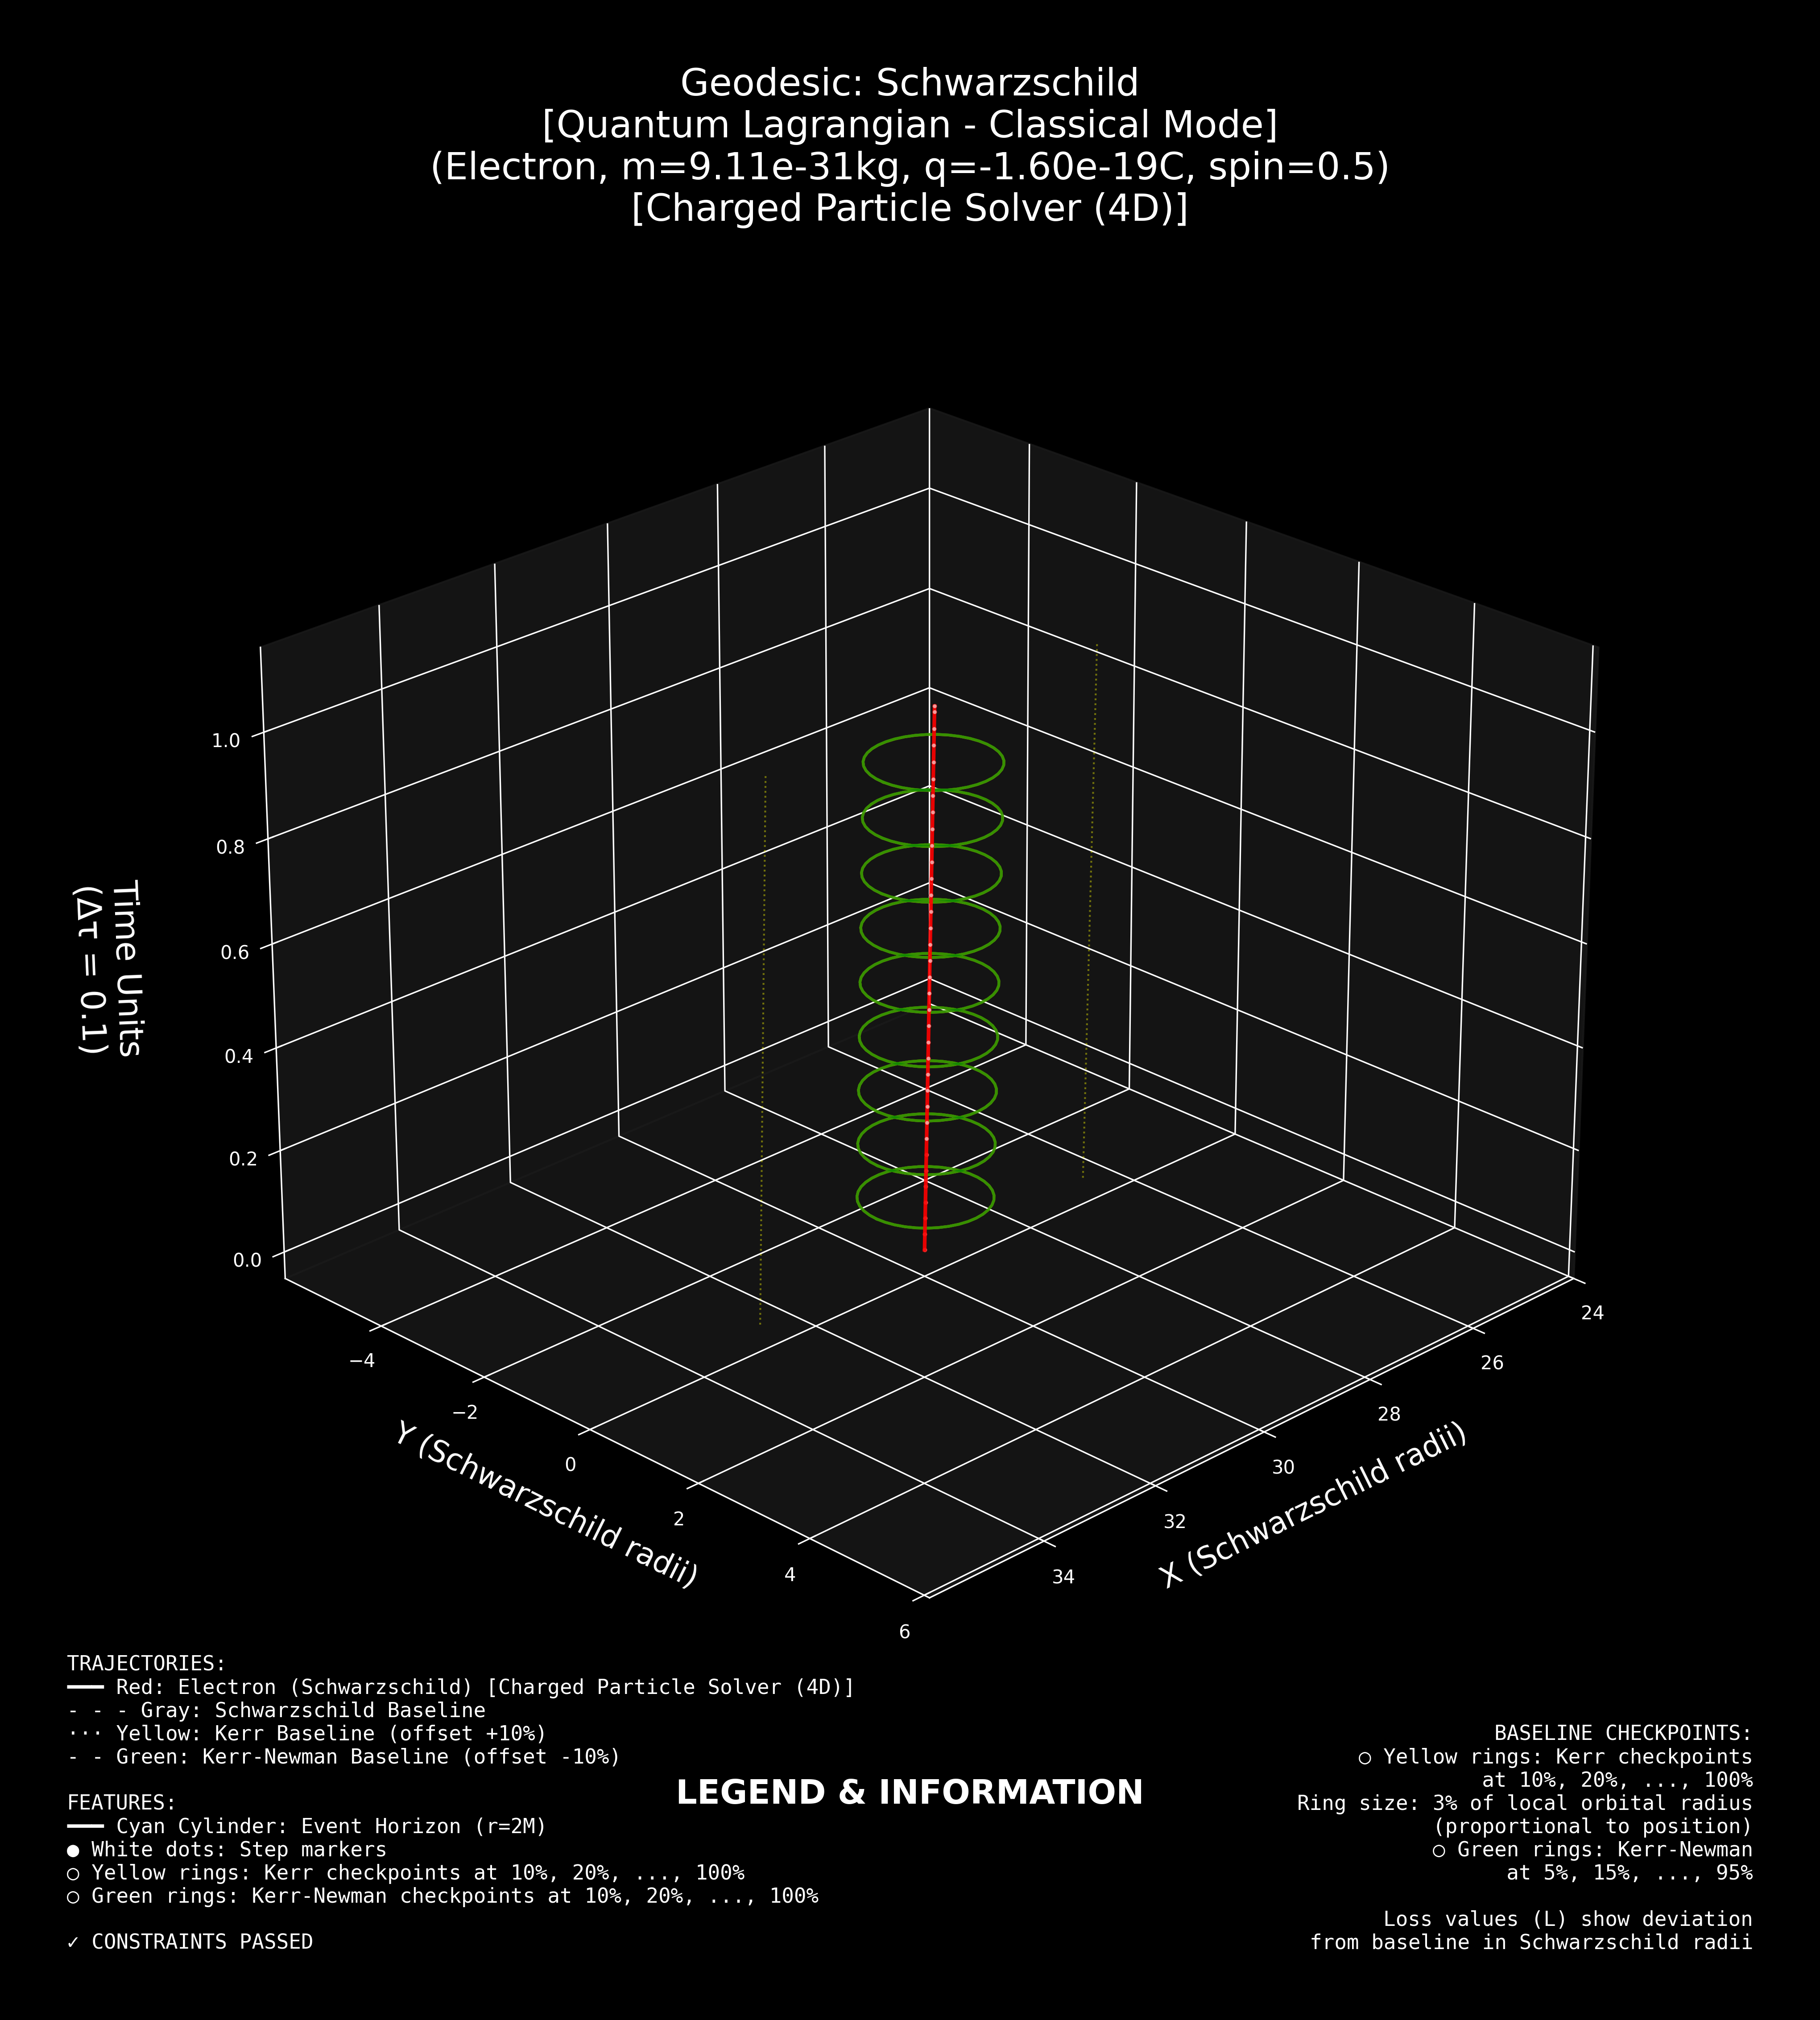 Geodesic: Schwarzschild
[Quantum Lagrangian - Classical Mode]
(Electron, m=9.11e-31kg, q=-1.60e-19C, spin=0.5)
[Charged Particle Solver (4D)]
1.0
0.8
0.6
0.4
0.2
0.0
Time Units
(Δτ = 0.1)
−4
−2
0
2
4
6
Y (Schwarzschild radii)
24
26
28
30
32
34
X (Schwarzschild radii)
TRAJECTORIES:
━━━ Red: Electron (Schwarzschild) [Charged Particle Solver (4D)]
- - - Gray: Schwarzschild Baseline
··· Yellow: Kerr Baseline (offset +10%)
- - Green: Kerr-Newman Baseline (offset -10%)
FEATURES:
━━━ Cyan Cylinder: Event Horizon (r=2M)
● White dots: Step markers
○ Yellow rings: Kerr checkpoints at 10%, 20%, ..., 100%
○ Green rings: Kerr-Newman checkpoints at 10%, 20%, ..., 100%
✓ CONSTRAINTS PASSED
LEGEND & INFORMATION
BASELINE CHECKPOINTS:
○ Yellow rings: Kerr checkpoints
at 10%, 20%, ..., 100%
Ring size: 3% of local orbital radius
(proportional to position)
○ Green rings: Kerr-Newman
at 5%, 15%, ..., 95%
Loss values (L) show deviation
from baseline in Schwarzschild radii